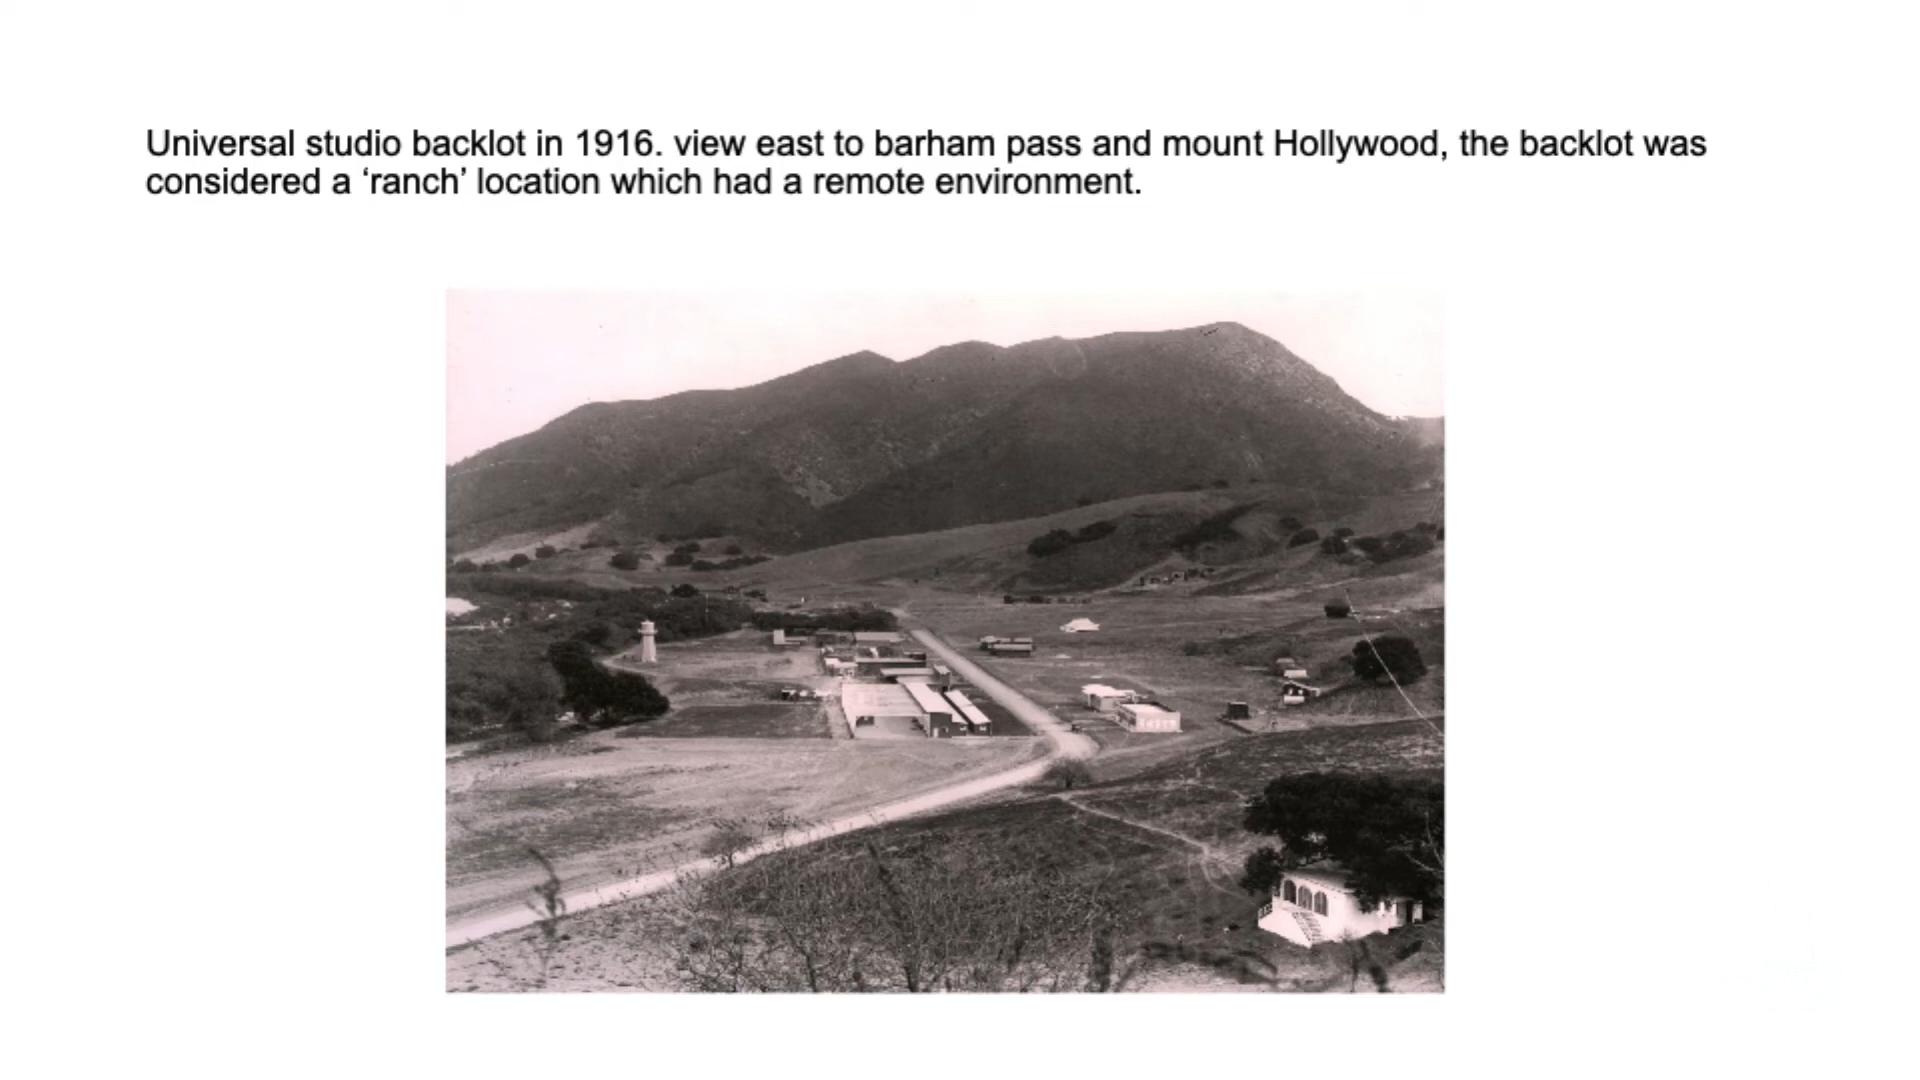 Universal studio backlot in 1916. view east to barham pass and mount Hollywood, the backlot was
considered a ‘ranch’ location which had a remote environment.